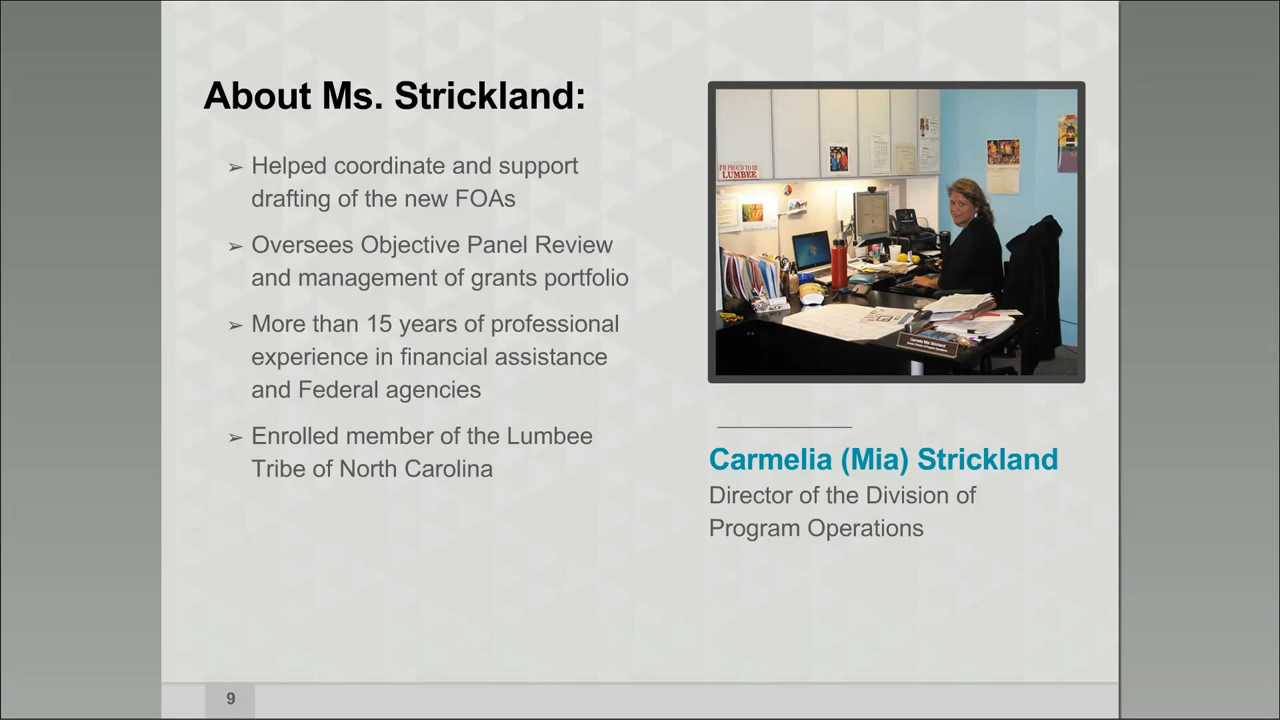 About Ms. Strickland:
➢ Helped coordinate and support
drafting of the new FOAs
➢ Oversees Objective Panel Review
and management of grants portfolio
➢ More than 15 years of professional
experience in financial assistance
and Federal agencies
➢ Enrolled member of the Lumbee
Tribe of North Carolina
I'M PROUD TO BE
LUMBEE
Carmelia (Mia) Strickland
Director of the Division of
Program Operations
9